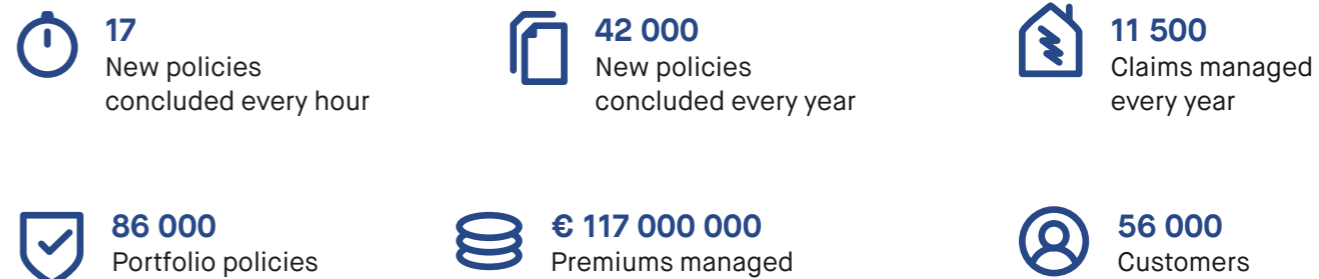 17
New policies
concluded every hour
42 000
New policies
concluded every year
11 500
Claims managed
every year
86 000
Portfolio policies
€ 117 000 000
Premiums managed
56 000
Customers